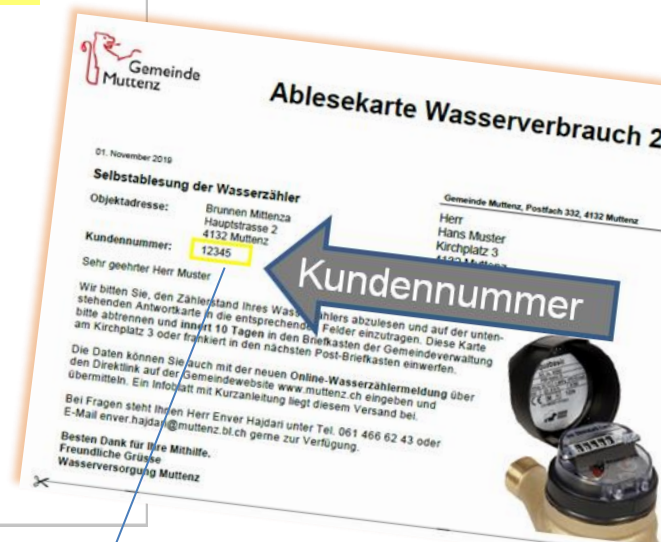 Gemeinde
Muttenz
Ablesekarte Wasserverbrauch 2
01. November 2019
Selbstablesung der Wasserzähler
Objektadresse: Brunnen Mittenza
Hauptstrasse 2
4132 Muttenz
Kundennummer: 12345
Gemeinde Muttenz, Postfach 332, 4132 Muttenz
Herr
Hans Muster
Kirchplatz 3
4132 Muttenz
Kundennummer
Sehr geehrter Herr Muster
Wir bitten Sie, den Zählerstand Ihres Wasserzählers abzulesen und auf der unten-
stehenden Antwortkarte in die entsprechenden Felder einzutragen. Diese Karte
bitte abtrennen und innert 10 Tagen in den Briefkasten der Gemeindeverwaltung
am Kirchplatz 3 oder frankiert in den nächsten Post-Briefkasten einwerfen.
Die Daten können Sie auch mit der neuen Online-Wasserzählermeldung über
den Direktlink auf der Gemeindewebsite www.muttenz.ch eingeben und
übermitteln. Ein Infoblatt mit Kurzanleitung liegt diesem Versand bei.
Bei Fragen steht Ihnen Herr Enver Hajdari unter Tel. 061 466 62 43 oder
E-Mail enver.hajdari@muttenz.bl.ch gerne zur Verfügung.
Besten Dank für Ihre Mithilfe.
Freundliche Grüsse
Wasserversorgung Muttenz